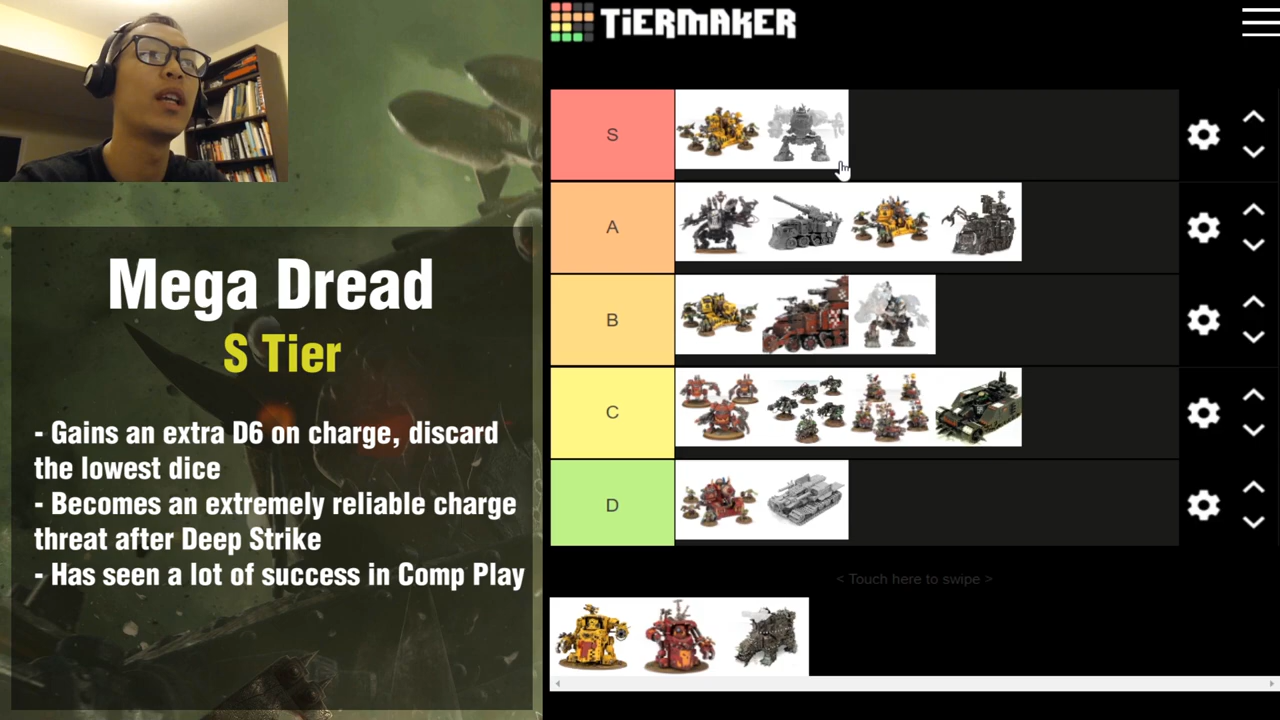 TiERMAKER
Mega Dread
S Tier
- Gains an extra D6 on charge, discard
the lowest dice
- Becomes an extremely reliable charge
threat after Deep Strike
- Has seen a lot of success in Comp Play
S
A
B
C
D
< Touch here to swipe >